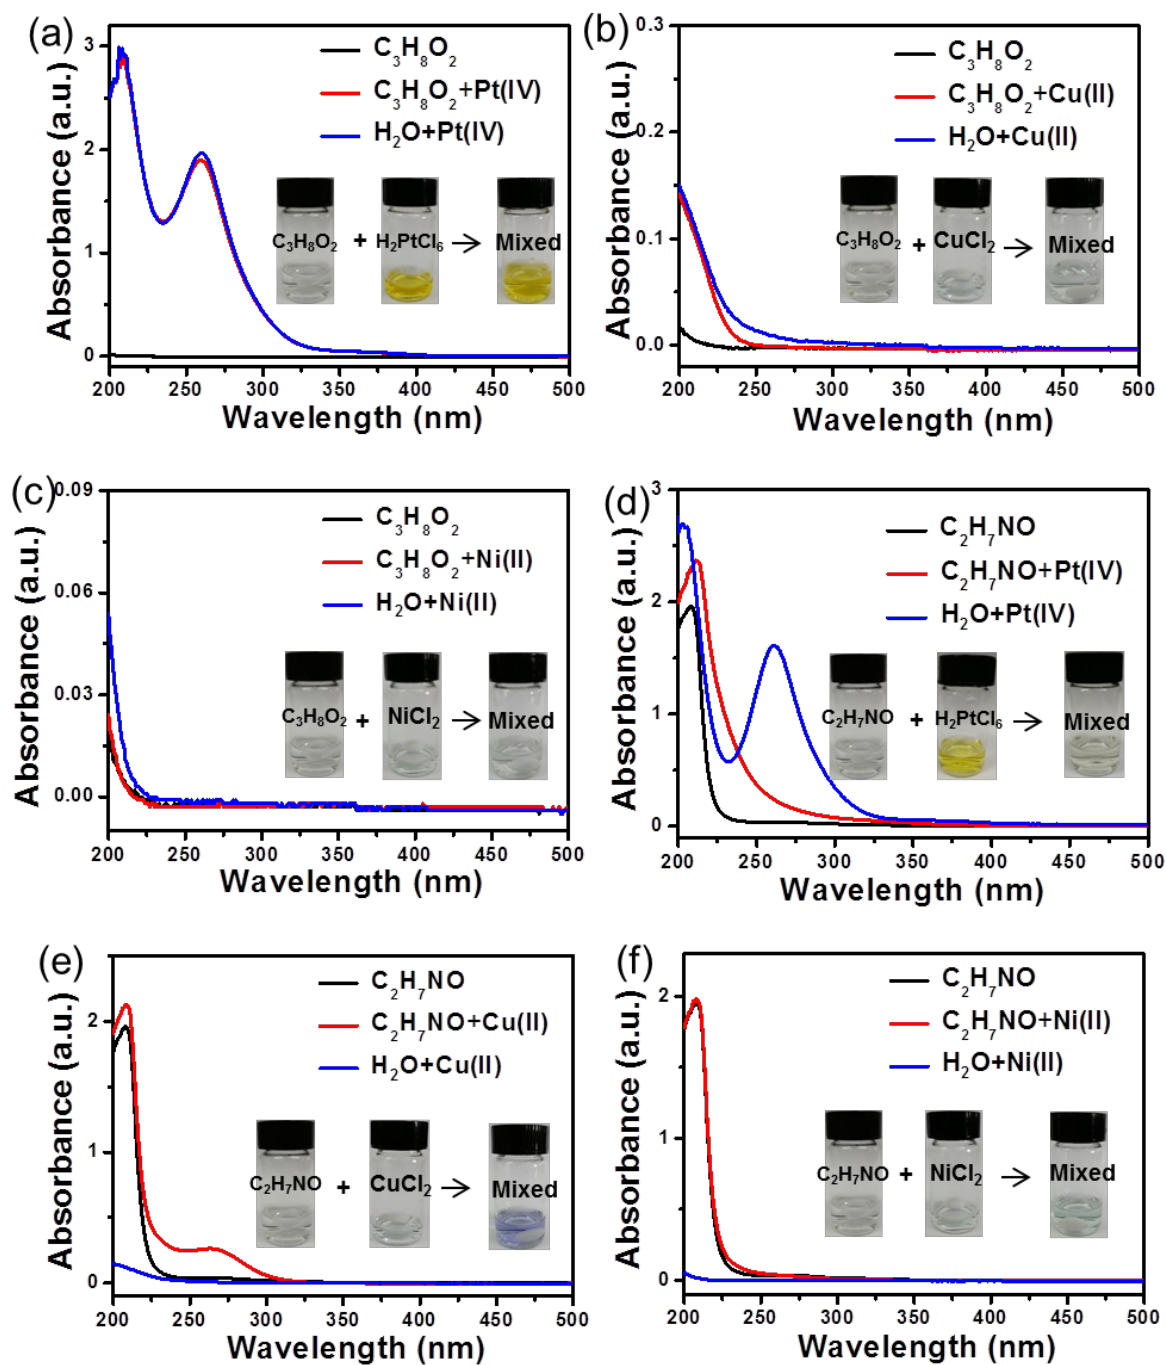 (a)
3
2
1
0
Absorbance (a.u.)
C₃H₈O₂
C₃H₈O₂+Pt(IV)
H₂O+Pt(IV)
C₃H₈O₂ + H₂PtCl₆ → Mixed
200 250 300 350 400 450 500
Wavelength (nm)
(b)
0.3
0.2
0.1
0.0
Absorbance (a.u.)
C₃H₈O₂
C₃H₈O₂+Cu(II)
H₂O+Cu(II)
C₃H₈O₂ + CuCl₂ → Mixed
200 250 300 350 400 450 500
Wavelength (nm)
(c)
0.09
0.06
0.03
0.00
Absorbance (a.u.)
C₃H₈O₂
C₃H₈O₂+Ni(II)
H₂O+Ni(II)
C₃H₈O₂ + NiCl₂ → Mixed
200 250 300 350 400 450 500
Wavelength (nm)
(d)
3
2
1
0
Absorbance (a.u.)
C₂H₇NO
C₂H₇NO+Pt(IV)
H₂O+Pt(IV)
C₂H₇NO + H₂PtCl₆ → Mixed
200 250 300 350 400 450 500
Wavelength (nm)
(e)
2
1
0
Absorbance (a.u.)
C₂H₇NO
C₂H₇NO+Cu(II)
H₂O+Cu(II)
C₂H₇NO + CuCl₂ → Mixed
200 250 300 350 400 450 500
Wavelength (nm)
(f)
2
1
0
Absorbance (a.u.)
C₂H₇NO
C₂H₇NO+Ni(II)
H₂O+Ni(II)
C₂H₇NO + NiCl₂ → Mixed
200 250 300 350 400 450 500
Wavelength (nm)